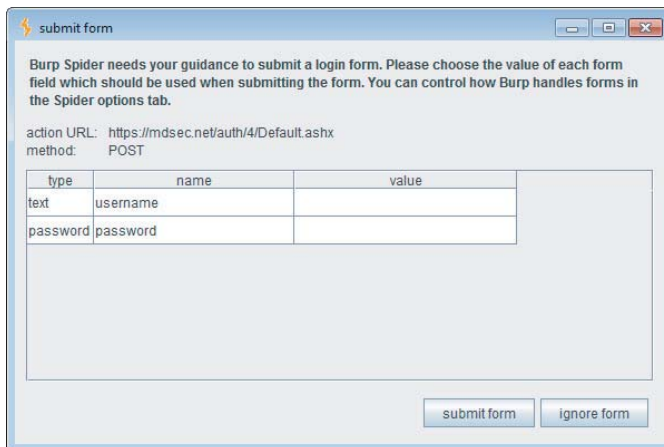 submit form
Burp Spider needs your guidance to submit a login form. Please choose the value of each form
field which should be used when submitting the form. You can control how Burp handles forms in
the Spider options tab.
action URL: https://mdsec.net/auth/4/Default.ashx
method: POST
type name value
text username
password password
submit form ignore form